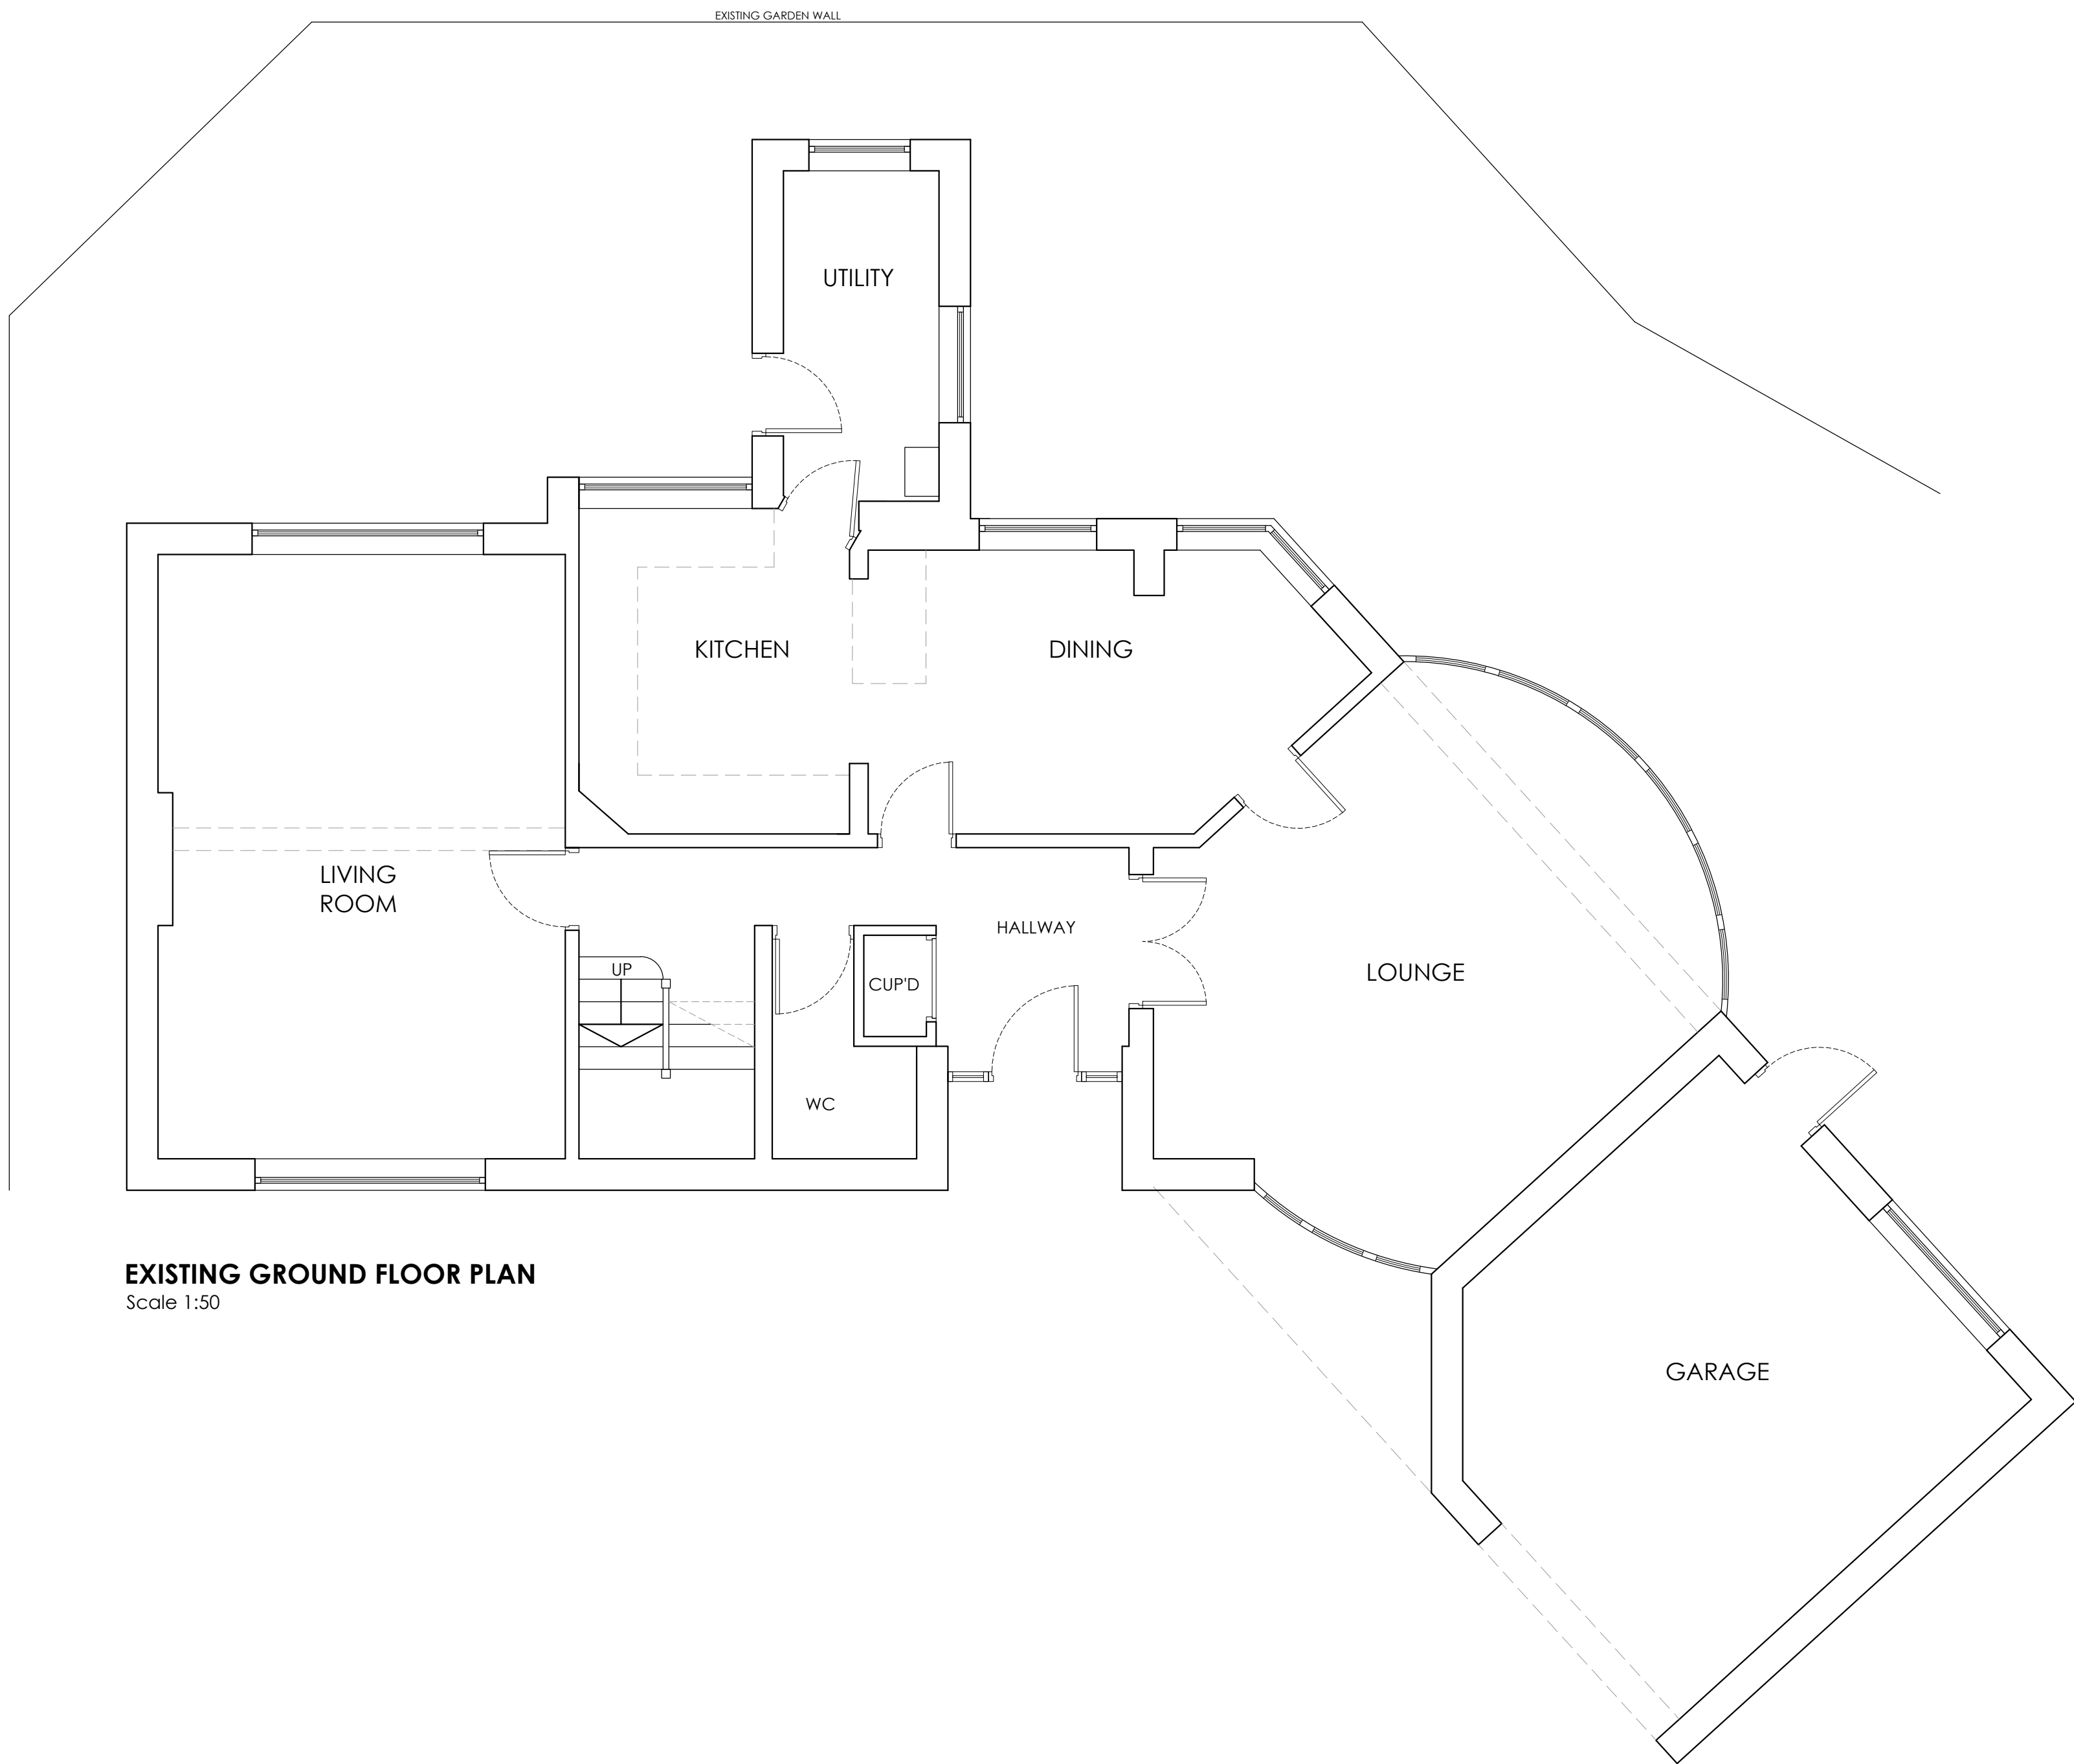 EXISTING GARDEN WALL
UTILITY
KITCHEN
DINING
LIVING
ROOM
HALLWAY
UP
CUP'D
LOUNGE
WC
EXISTING GROUND FLOOR PLAN
Scale 1:50
GARAGE